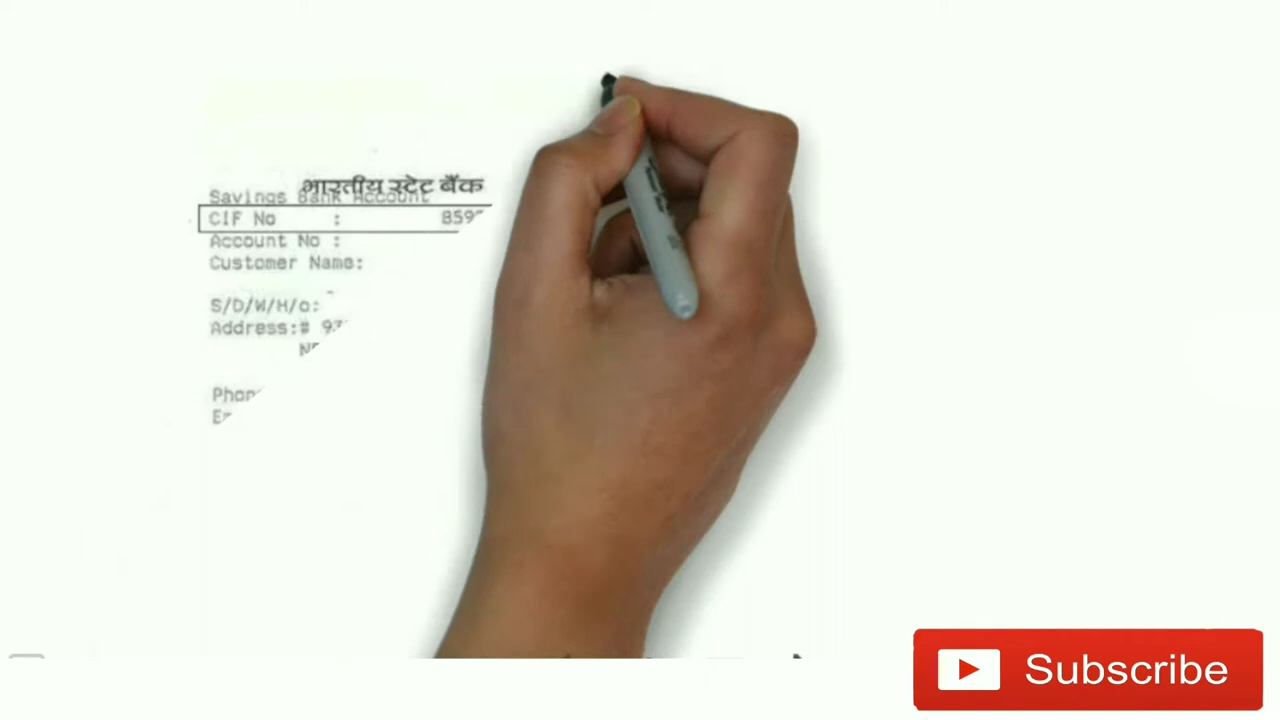 भारतीय स्टेट बैंक
Savings Bank Account
CIF No :
Account No :
Customer Name:
S/D/W/H/o:
Address:#
Subscribe